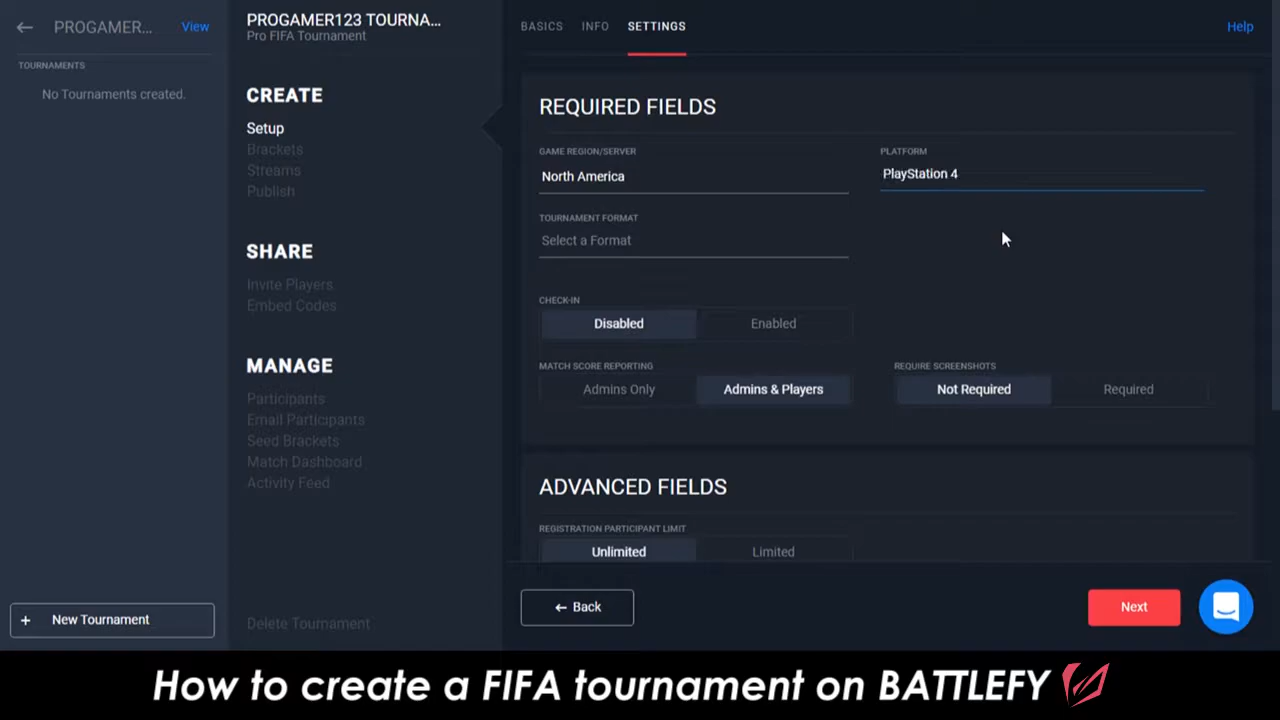 PROGAMER...
View
TOURNAMENTS
No Tournaments created.
+ New Tournament
PROGAMER123 TOURNA...
Pro FIFA Tournament
CREATE
Setup
Brackets
Streams
Publish
SHARE
Invite Players
Embed Codes
MANAGE
Participants
Email Participants
Seed Brackets
Match Dashboard
Activity Feed
Delete Tournament
BASICS INFO SETTINGS
Help
REQUIRED FIELDS
GAME REGION/SERVER
North America
PLATFORM
PlayStation 4
TOURNAMENT FORMAT
Select a Format
CHECK-IN
Disabled Enabled
MATCH SCORE REPORTING
Admins Only Admins & Players
REQUIRE SCREENSHOTS
Not Required Required
ADVANCED FIELDS
REGISTRATION PARTICIPANT LIMIT
Unlimited Limited
← Back
Next
How to create a FIFA tournament on BATTLEFY